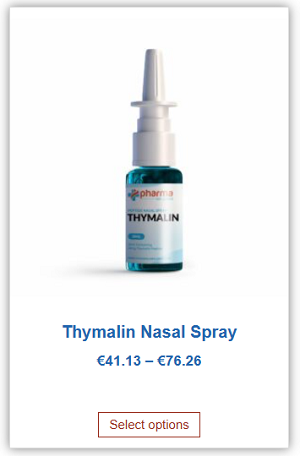 pharma
THYMALIN
Thymalin Nasal Spray
€41.13 – €76.26
Select options